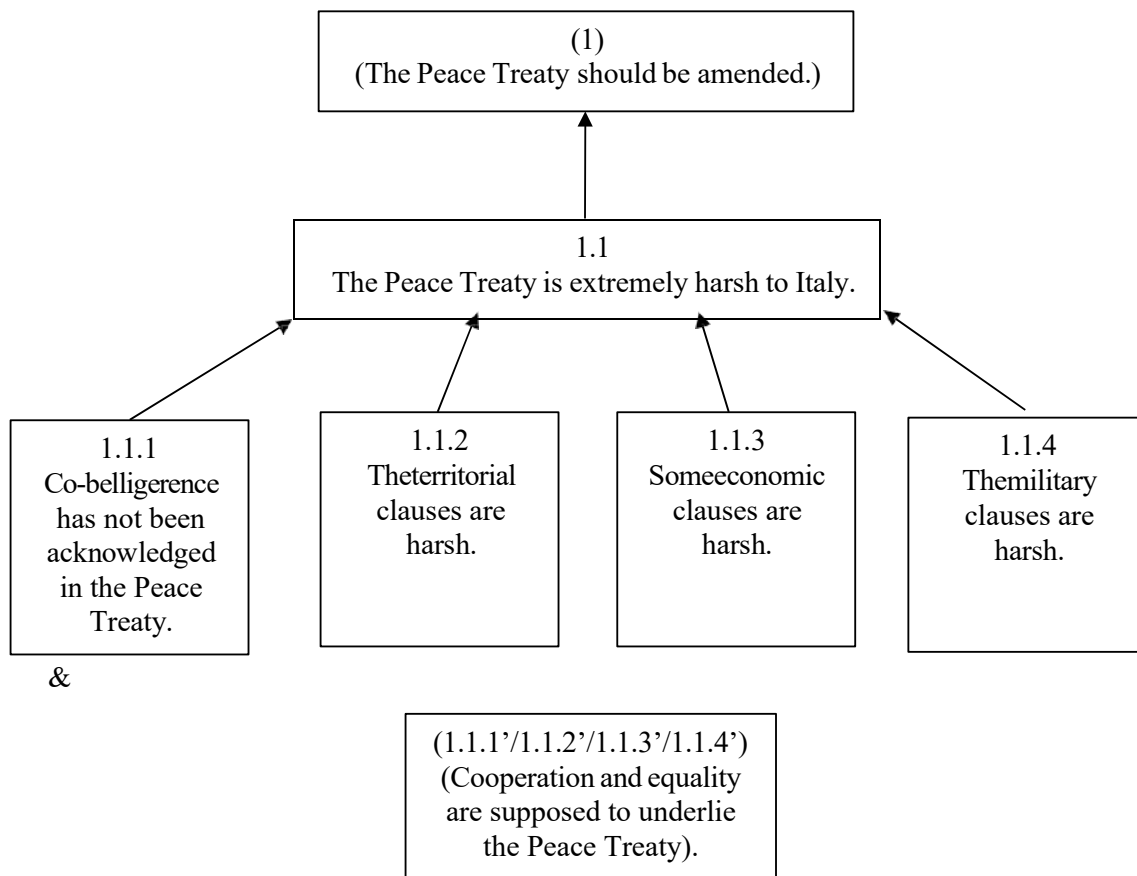 (1)
(The Peace Treaty should be amended.)
1.1
The Peace Treaty is extremely harsh to Italy.
1.1.1
Co-belligerence
has not been
acknowledged
in the Peace
Treaty.
1.1.2
Theterritorial
clauses are
harsh.
1.1.3
Someeconomic
clauses are
harsh.
1.1.4
Themilitary
clauses are
harsh.
&
(1.1.1’/1.1.2’/1.1.3’/1.1.4’)
(Cooperation and equality
are supposed to underlie
the Peace Treaty).